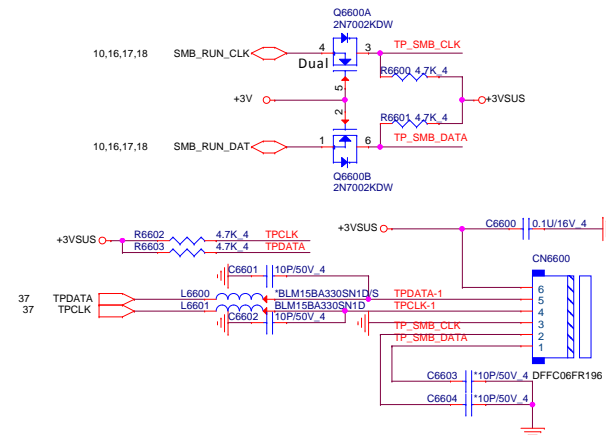 Q6600A
2N7002KDW
10,16,17,18 SMB_RUN_CLK 4 3 TP_SMB_CLK
Dual
R6600 4.7K_4
5
+3V +3VSUS
2
R6601 4.7K_4
10,16,17,18 SMB_RUN_DAT 1 6 TP_SMB_DATA
Q6600B
2N7002KDW
+3VSUS R6602 4.7K_4 TPCLK
R6603 4.7K_4 TPDATA
+3VSUS C6600 0.1U/16V_4
CN6600
C6601 10P/50V_4
37 TPDATA L6600 *BLM15BA330SN1D/S TPDATA-1
37 TPCLK L6601 BLM15BA330SN1D TPCLK-1
C6602 10P/50V_4
TP_SMB_CLK
TP_SMB_DATA
6
5
4
3
2
1
C6603 *10P/50V_4 DFFC06FR196
C6604 *10P/50V_4